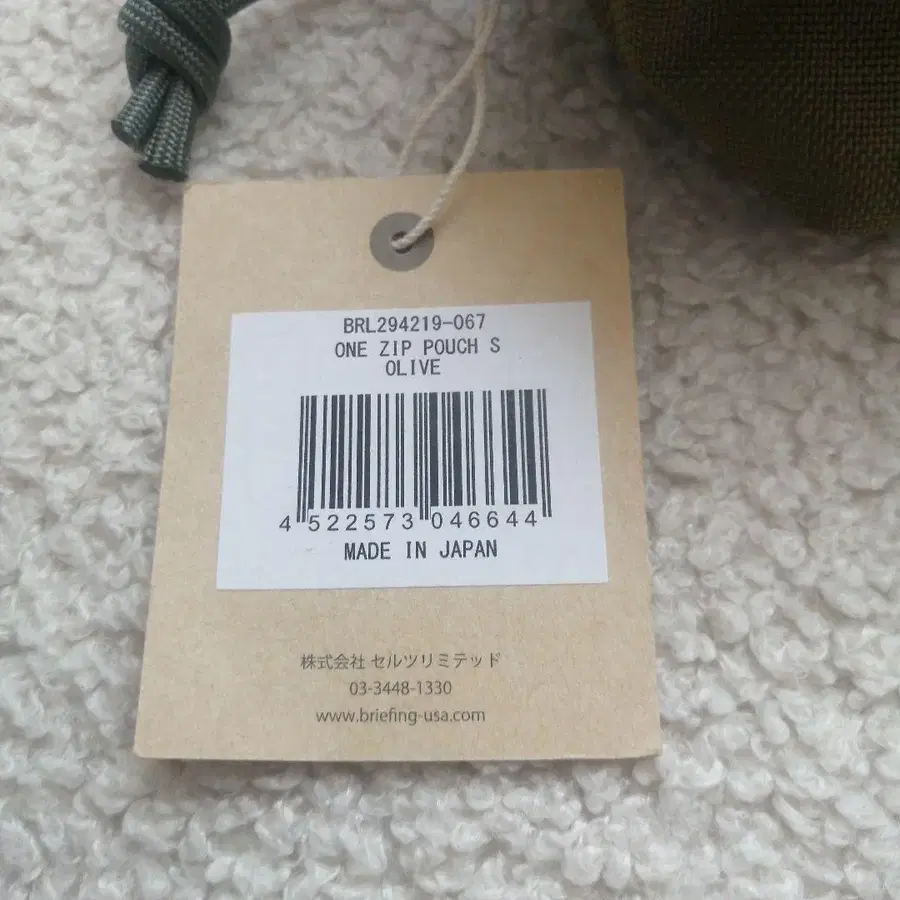 BRL294219-067
ONE ZIP POUCH S
OLIVE
4 522573 046644
MADE IN JAPAN
株式会社 セルツリミテッド
03-3448-1330
www.briefing-usa.com